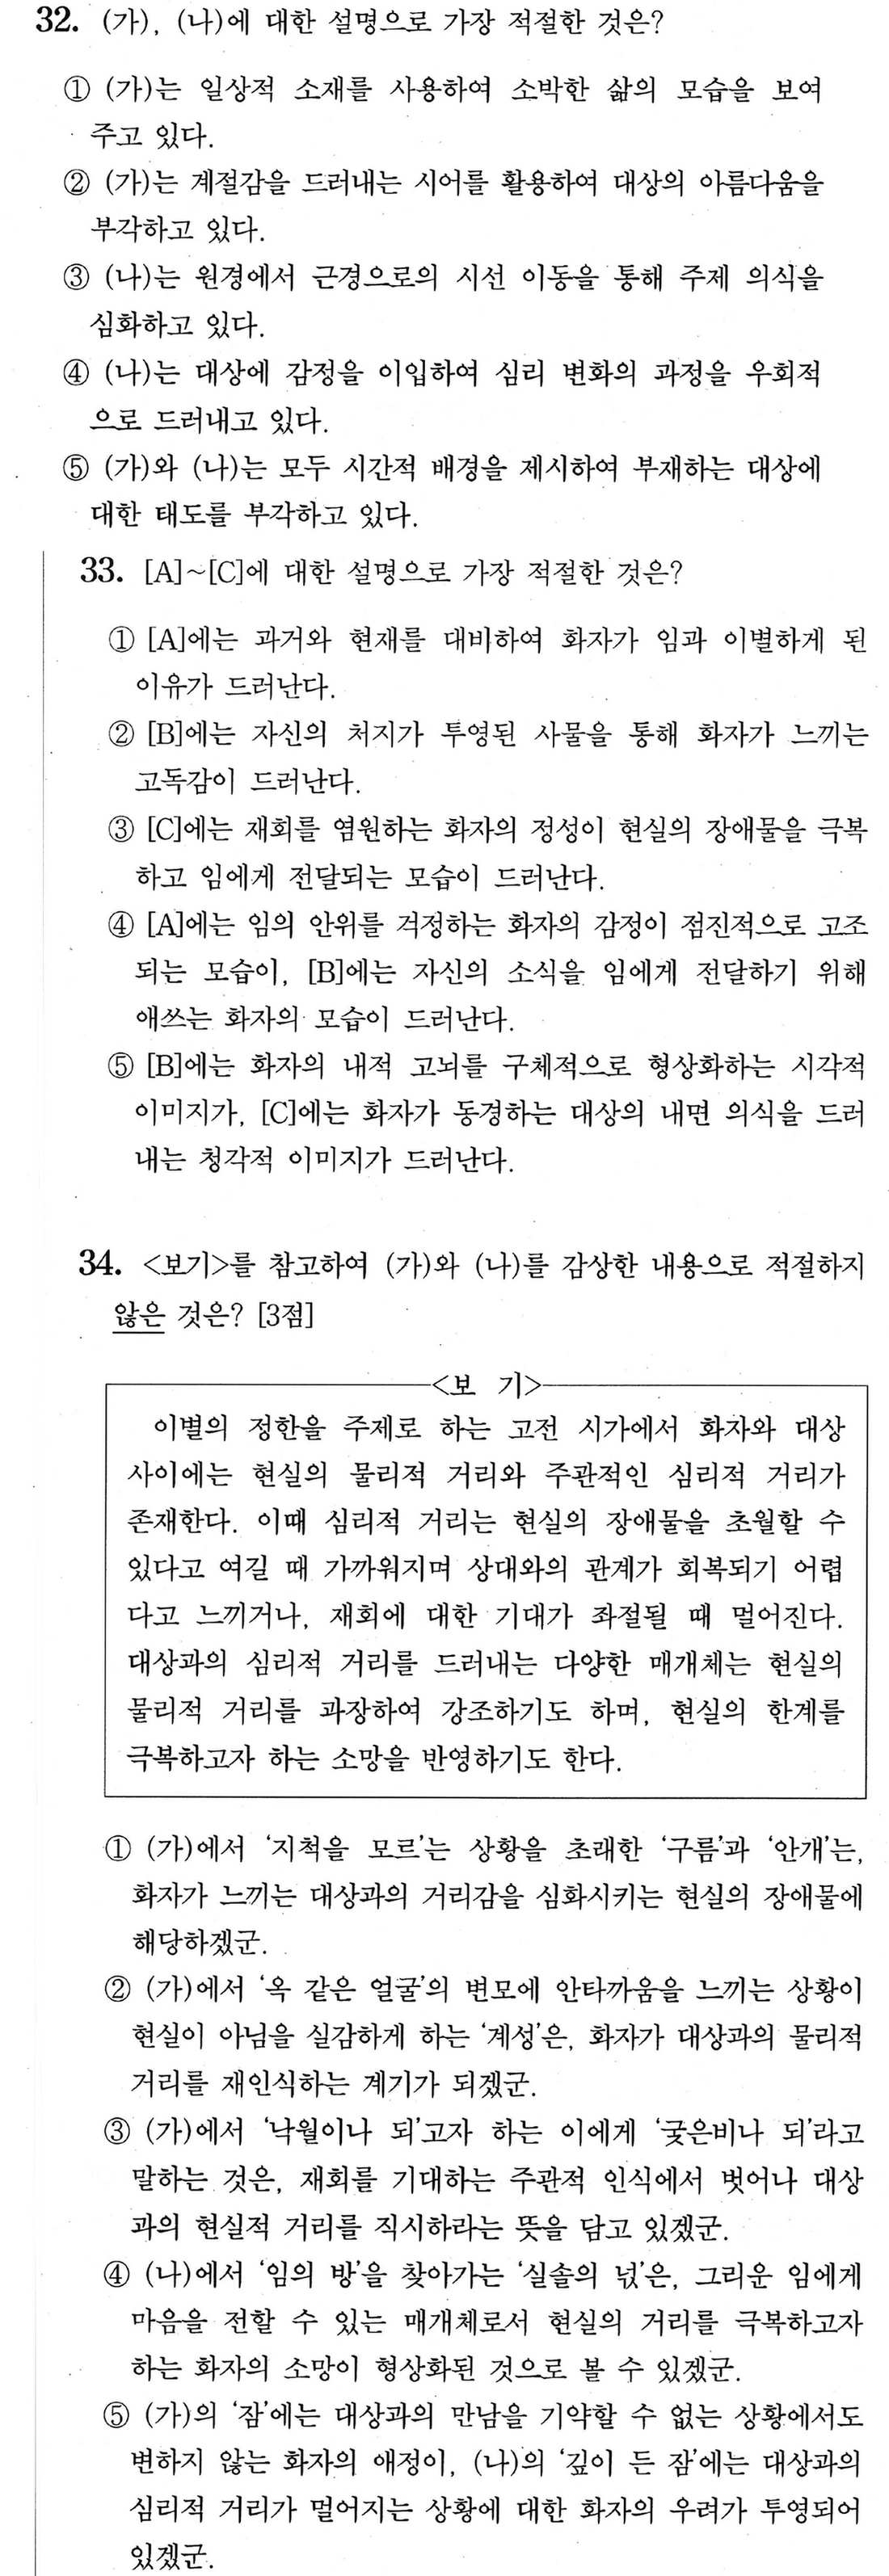 32. (가), (나)에 대한 설명으로 가장 적절한 것은?
① (가)는 일상적 소재를 사용하여 소박한 삶의 모습을 보여
주고 있다.
② (가)는 계절감을 드러내는 시어를 활용하여 대상의 아름다움을
부각하고 있다.
③ (나)는 원경에서 근경으로의 시선 이동을 통해 주제 의식을
심화하고 있다.
④ (나)는 대상에 감정을 이입하여 심리 변화의 과정을 우회적
으로 드러내고 있다.
⑤ (가)와 (나)는 모두 시간적 배경을 제시하여 부재하는 대상에
대한 태도를 부각하고 있다.
33. [A]~[C]에 대한 설명으로 가장 적절한 것은?
① [A]에는 과거와 현재를 대비하여 화자가 임과 이별하게 된
이유가 드러난다.
② [B]에는 자신의 처지가 투영된 사물을 통해 화자가 느끼는
고독감이 드러난다.
③ [C]에는 재회를 염원하는 화자의 정성이 현실의 장애물을 극복
하고 임에게 전달되는 모습이 드러난다.
④ [A]에는 임의 안위를 걱정하는 화자의 감정이 점진적으로 고조
되는 모습이, [B]에는 자신의 소식을 임에게 전달하기 위해
애쓰는 화자의 모습이 드러난다.
⑤ [B]에는 화자의 내적 고뇌를 구체적으로 형상화하는 시각적
이미지가, [C]에는 화자가 동경하는 대상의 내면 의식을 드러
내는 청각적 이미지가 드러난다.
34. <보기>를 참고하여 (가)와 (나)를 감상한 내용으로 적절하지
않은 것은? [3점]
<보 기>
이별의 정한을 주제로 하는 고전 시가에서 화자와 대상
사이에는 현실의 물리적 거리와 주관적인 심리적 거리가
존재한다. 이때 심리적 거리는 현실의 장애물을 초월할 수
있다고 여길 때 가까워지며 상대와의 관계가 회복되기 어렵
다고 느끼거나, 재회에 대한 기대가 좌절될 때 멀어진다.
대상과의 심리적 거리를 드러내는 다양한 매개체는 현실의
물리적 거리를 과장하여 강조하기도 하며, 현실의 한계를
극복하고자 하는 소망을 반영하기도 한다.
① (가)에서 ‘지척을 모르’는 상황을 초래한 ‘구름’과 ‘안개’는,
화자가 느끼는 대상과의 거리감을 심화시키는 현실의 장애물에
해당하겠군.
② (가)에서 ‘옥 같은 얼굴’의 변모에 안타까움을 느끼는 상황이
현실이 아님을 실감하게 하는 ‘계성’은, 화자가 대상과의 물리적
거리를 재인식하는 계기가 되겠군.
③ (가)에서 ‘낙월이나 되’고자 하는 이에게 ‘궂은비나 되’라고
말하는 것은, 재회를 기대하는 주관적 인식에서 벗어나 대상
과의 현실적 거리를 직시하라는 뜻을 담고 있겠군.
④ (나)에서 ‘임의 방’을 찾아가는 ‘실솔의 넋’은, 그리운 임에게
마음을 전할 수 있는 매개체로서 현실의 거리를 극복하고자
하는 화자의 소망이 형상화된 것으로 볼 수 있겠군.
⑤ (가)의 ‘잠’에는 대상과의 만남을 기약할 수 없는 상황에서도
변하지 않는 화자의 애정이, (나)의 ‘깊이 든 잠’에는 대상과의
심리적 거리가 멀어지는 상황에 대한 화자의 우려가 투영되어
있겠군.